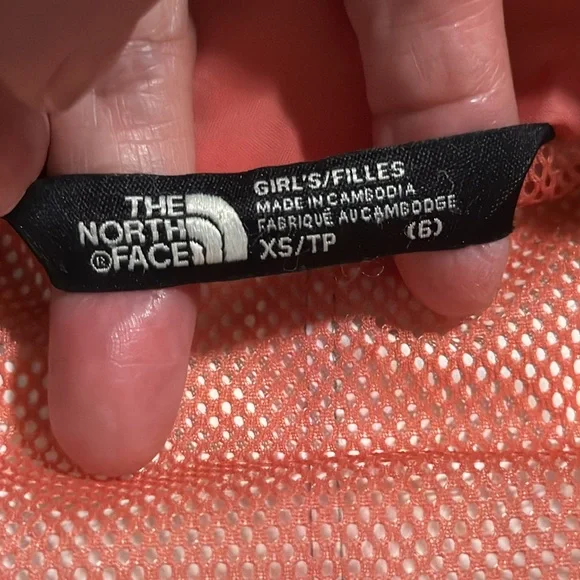 THE
NORTH
®FACE
GIRL'S/FILLES
MADE IN CAMBODIA
FABRIQUÉ AU CAMBODGE
XS/TP (6)